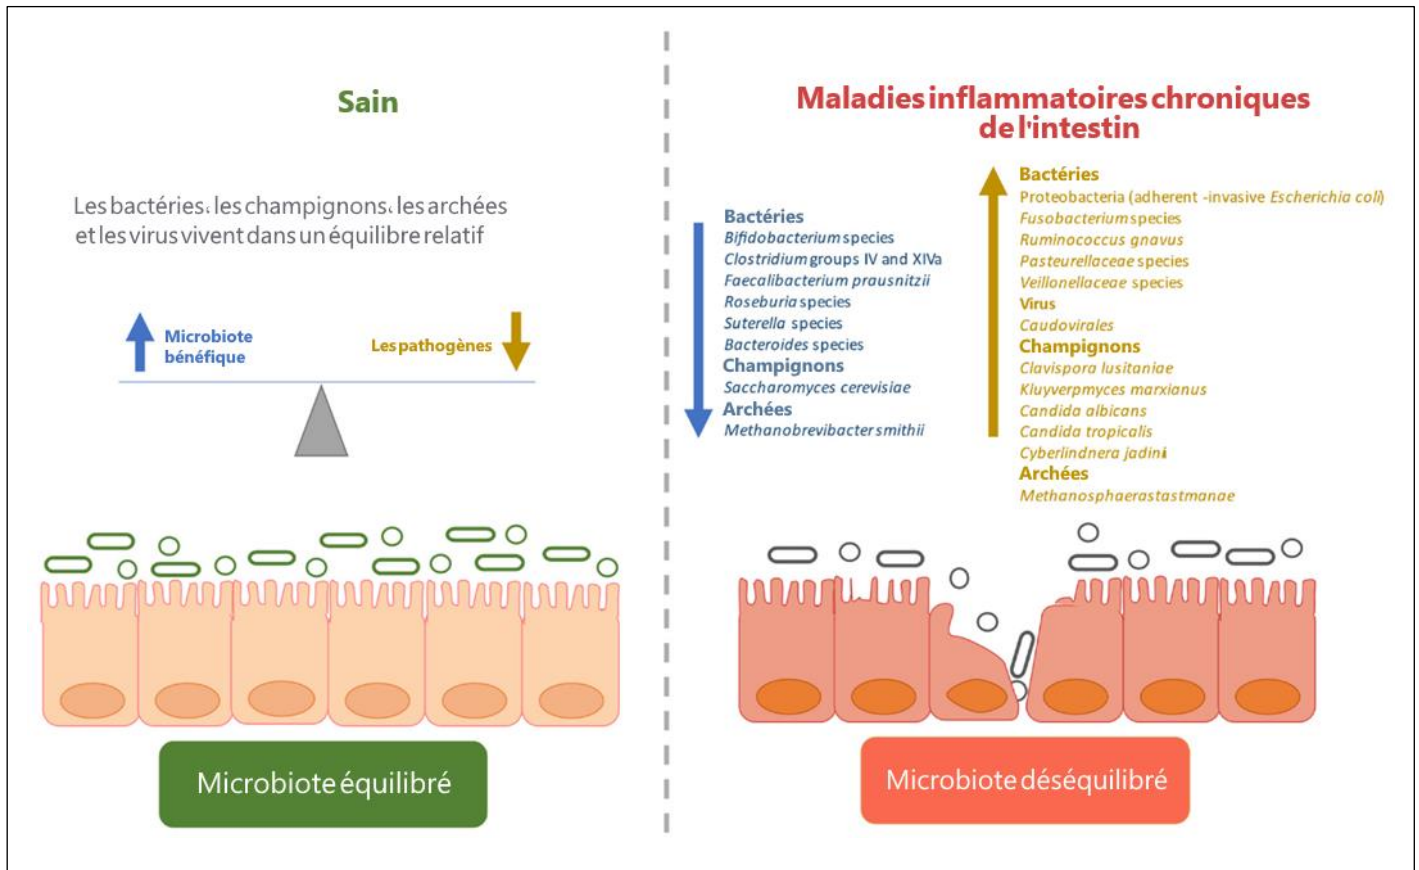 Sain
Les bactéries، les champignons، les archées
et les virus vivent dans un équilibre relatif
Microbiote
bénéfique
Les pathogènes
Microbiote équilibré
Maladies inflammatoires chroniques
de l'intestin
Bactéries
Bifidobacterium species
Clostridium groups IV and XIVa
Faecalibacterium prausnitzii
Roseburia species
Suterella species
Bacteroides species
Champignons
Saccharomyces cerevisiae
Archées
Methanobrevibacter smithii
Bactéries
Proteobacteria (adherent -invasive Escherichia coli)
Fusobacterium species
Ruminococcus gnavus
Pasteurellaceae species
Veillonellaceae species
Virus
Caudovirales
Champignons
Clavispora lusitaniae
Kluyverpmyces marxianus
Candida albicans
Candida tropicalis
Cyberlindnera jadini
Archées
Methanosphaerastastmanae
Microbiote déséquilibré